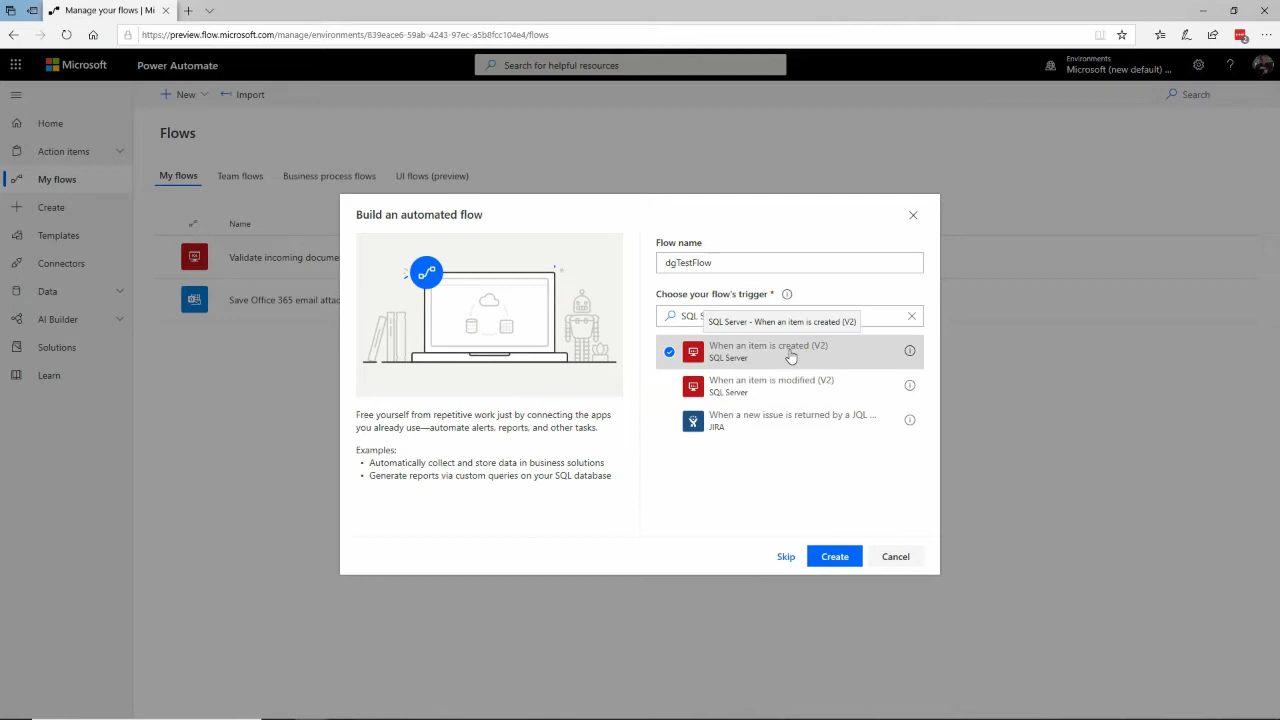 Manage your flows | Mi
https://preview.flow.microsoft.com/manage/environments/839eace6-59ab-4243-97ec-a5b8fcc104e4/flows
Microsoft
Power Automate
Search for helpful resources
Environments
Microsoft (new default) ...
New
Import
Search
Home
Action items
My flows
Create
Templates
Connectors
Data
AI Builder
Solutions
Learn
Flows
My flows
Team flows
Business process flows
UI flows (preview)
Name
Validate incoming docume
Save Office 365 email attac
Build an automated flow
Free yourself from repetitive work just by connecting the apps
you already use—automate alerts, reports, and other tasks.
Examples:
• Automatically collect and store data in business solutions
• Generate reports via custom queries on your SQL database
Flow name
dgTestFlow
Choose your flow's trigger *
SQL S
SQL Server - When an item is created (V2)
When an item is created (V2)
SQL Server
When an item is modified (V2)
SQL Server
When a new issue is returned by a JQL ...
JIRA
Skip
Create
Cancel